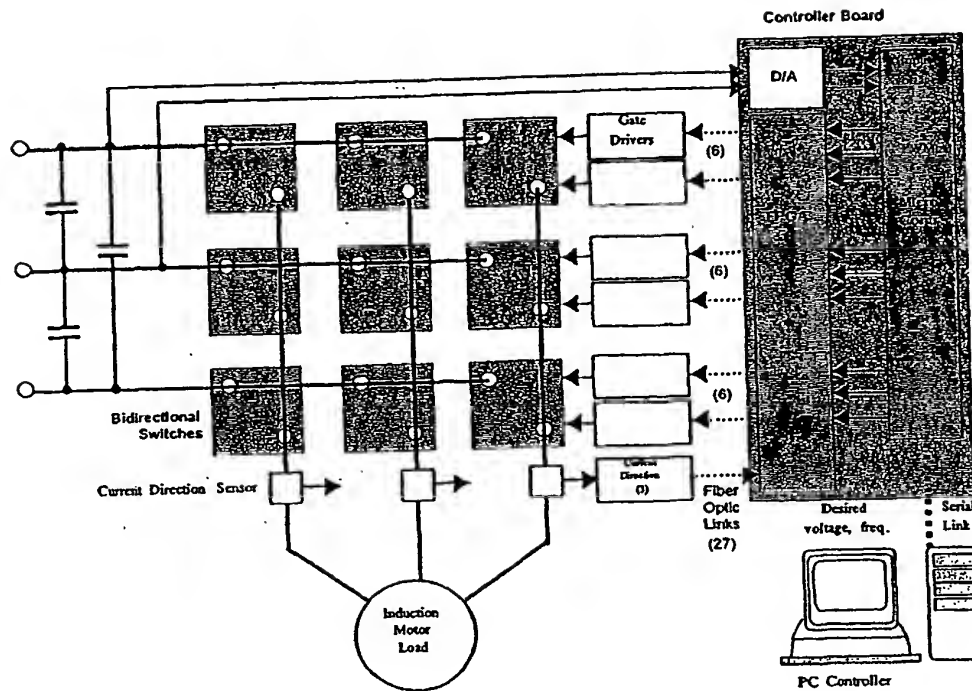 Controller Board
D/A
Gate
Drivers
(6)
(6)
(6)
Bidirectional
Switches
Current Direction Sensor
Current
Direction
(3)
Fiber
Optic
Links
(27)
Desired
voltage, freq.
Serial
Link
Induction
Motor
Load
PC Controller